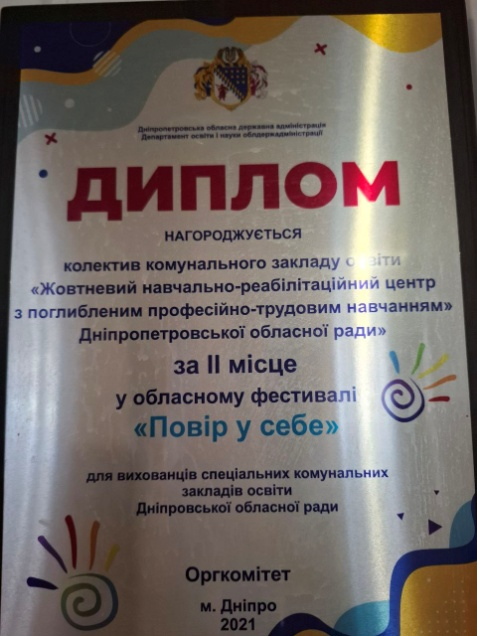 Дніпропетровська обласна державна адміністрація
Департамент освіти і науки облдержадміністрації
ДИПЛОМ
НАГОРОДЖУЄТЬСЯ
колектив комунального закладу освіти
«Жовтневий навчально-реабілітаційний центр
з поглибленим професійно-трудовим навчанням»
Дніпропетровської обласної ради»
за ІІ місце
у обласному фестивалі
«Повір у себе»
для вихованців спеціальних комунальних
закладів освіти
Дніпровської обласної ради
Оргкомітет
м. Дніпро
2021